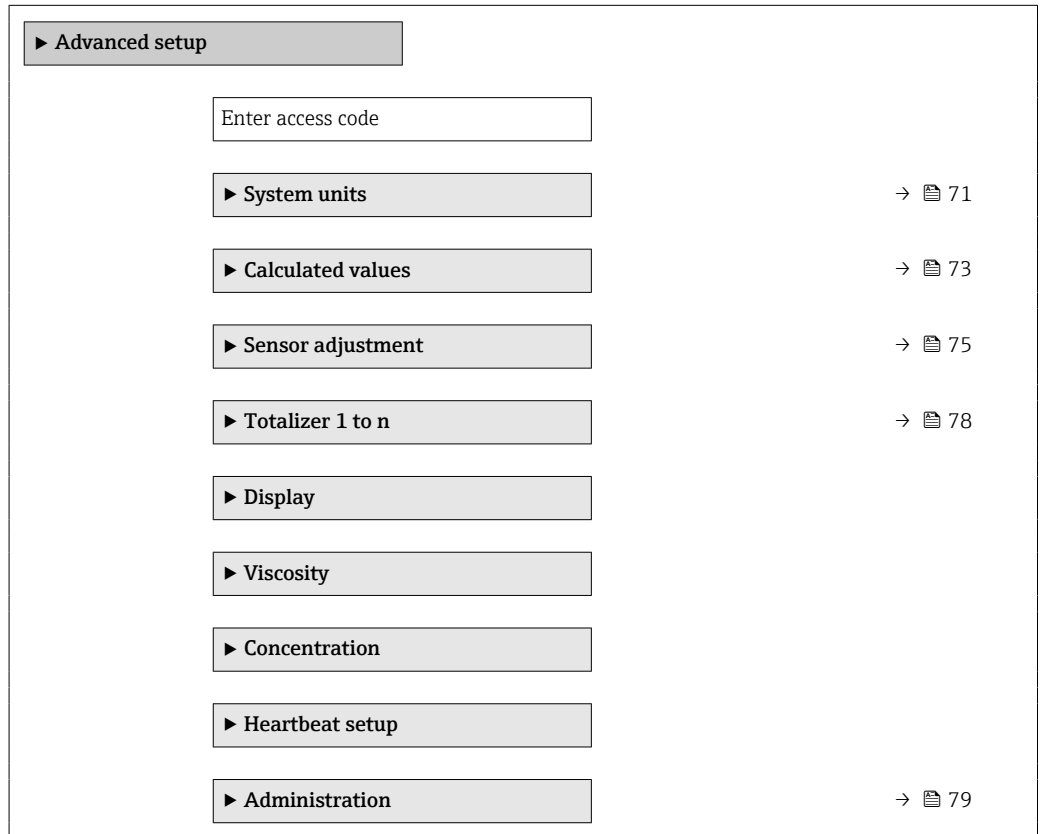 ▶ Advanced setup
Enter access code
▶ System units → 71
▶ Calculated values → 73
▶ Sensor adjustment → 75
▶ Totalizer 1 to n → 78
▶ Display
▶ Viscosity
▶ Concentration
▶ Heartbeat setup
▶ Administration → 79